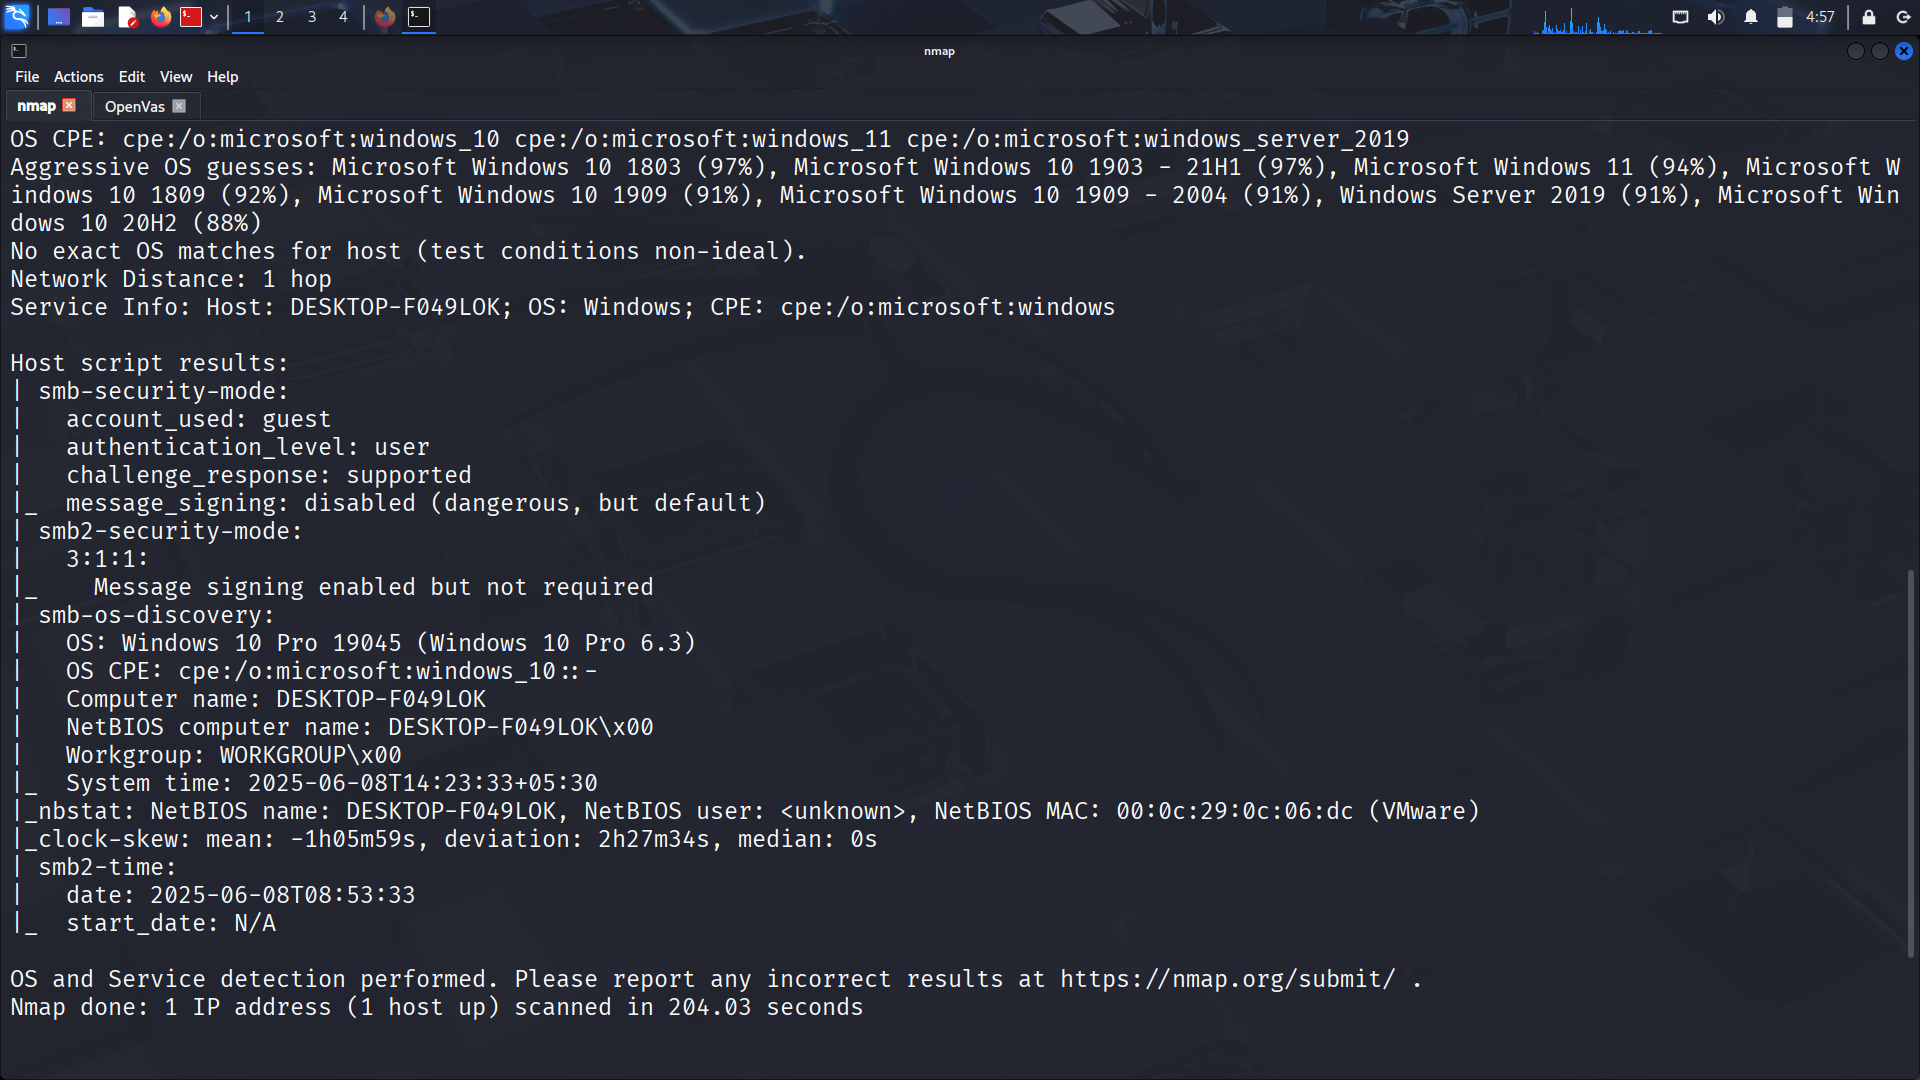 1 2 3 4
4:57
nmap
File Actions Edit View Help
nmap OpenVas
OS CPE: cpe:/o:microsoft:windows_10 cpe:/o:microsoft:windows_11 cpe:/o:microsoft:windows_server_2019
Aggressive OS guesses: Microsoft Windows 10 1803 (97%), Microsoft Windows 10 1903 - 21H1 (97%), Microsoft Windows 11 (94%), Microsoft W
indows 10 1809 (92%), Microsoft Windows 10 1909 (91%), Microsoft Windows 10 1909 - 2004 (91%), Windows Server 2019 (91%), Microsoft Win
dows 10 20H2 (88%)
No exact OS matches for host (test conditions non-ideal).
Network Distance: 1 hop
Service Info: Host: DESKTOP-F049LOK; OS: Windows; CPE: cpe:/o:microsoft:windows
Host script results:
| smb-security-mode:
|   account_used: guest
|   authentication_level: user
|   challenge_response: supported
|_  message_signing: disabled (dangerous, but default)
| smb2-security-mode:
|   3:1:1:
|_    Message signing enabled but not required
| smb-os-discovery:
|   OS: Windows 10 Pro 19045 (Windows 10 Pro 6.3)
|   OS CPE: cpe:/o:microsoft:windows_10::-
|   Computer name: DESKTOP-F049LOK
|   NetBIOS computer name: DESKTOP-F049LOK\x00
|   Workgroup: WORKGROUP\x00
|_  System time: 2025-06-08T14:23:33+05:30
|_nbstat: NetBIOS name: DESKTOP-F049LOK, NetBIOS user: <unknown>, NetBIOS MAC: 00:0c:29:0c:06:dc (VMware)
|_clock-skew: mean: -1h05m59s, deviation: 2h27m34s, median: 0s
| smb2-time:
|   date: 2025-06-08T08:53:33
|_  start_date: N/A
OS and Service detection performed. Please report any incorrect results at https://nmap.org/submit/ .
Nmap done: 1 IP address (1 host up) scanned in 204.03 seconds